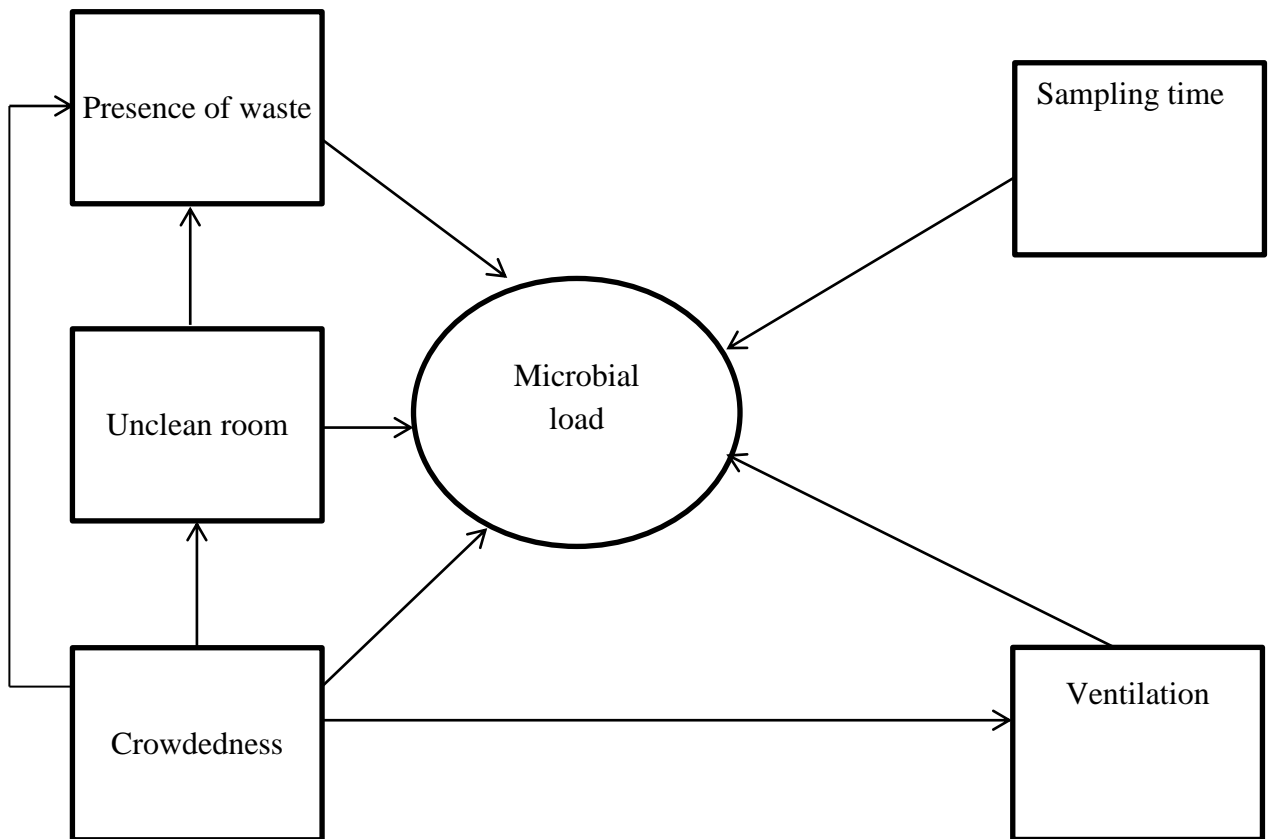 Presence of waste
Sampling time
Microbial
load
Unclean room
Ventilation
Crowdedness